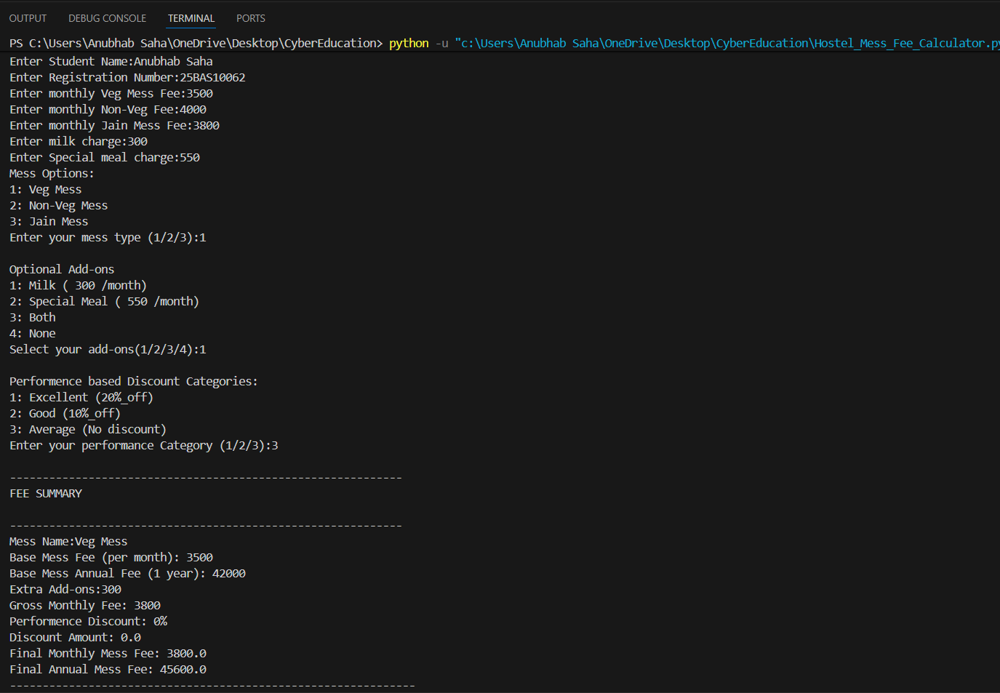 OUTPUT DEBUG CONSOLE TERMINAL PORTS
PS C:\Users\Anubhab Saha\OneDrive\Desktop\CyberEducation> python -u "c:\Users\Anubhab Saha\OneDrive\Desktop\CyberEducation\Hostel_Mess_Fee_Calculator.py
Enter Student Name:Anubhab Saha
Enter Registration Number:25BAS10062
Enter monthly Veg Mess Fee:3500
Enter monthly Non-Veg Fee:4000
Enter monthly Jain Mess Fee:3800
Enter milk charge:300
Enter Special meal charge:550
Mess Options:
1: Veg Mess
2: Non-Veg Mess
3: Jain Mess
Enter your mess type (1/2/3):1
Optional Add-ons
1: Milk ( 300 /month)
2: Special Meal ( 550 /month)
3: Both
4: None
Select your add-ons(1/2/3/4):1
Performence based Discount Categories:
1: Excellent (20%_off)
2: Good (10%_off)
3: Average (No discount)
Enter your performance Category (1/2/3):3
------------------------------------------------------------
FEE SUMMARY
------------------------------------------------------------
Mess Name:Veg Mess
Base Mess Fee (per month): 3500
Base Mess Annual Fee (1 year): 42000
Extra Add-ons:300
Gross Monthly Fee: 3800
Performence Discount: 0%
Discount Amount: 0.0
Final Monthly Mess Fee: 3800.0
Final Annual Mess Fee: 45600.0
--------------------------------------------------------------